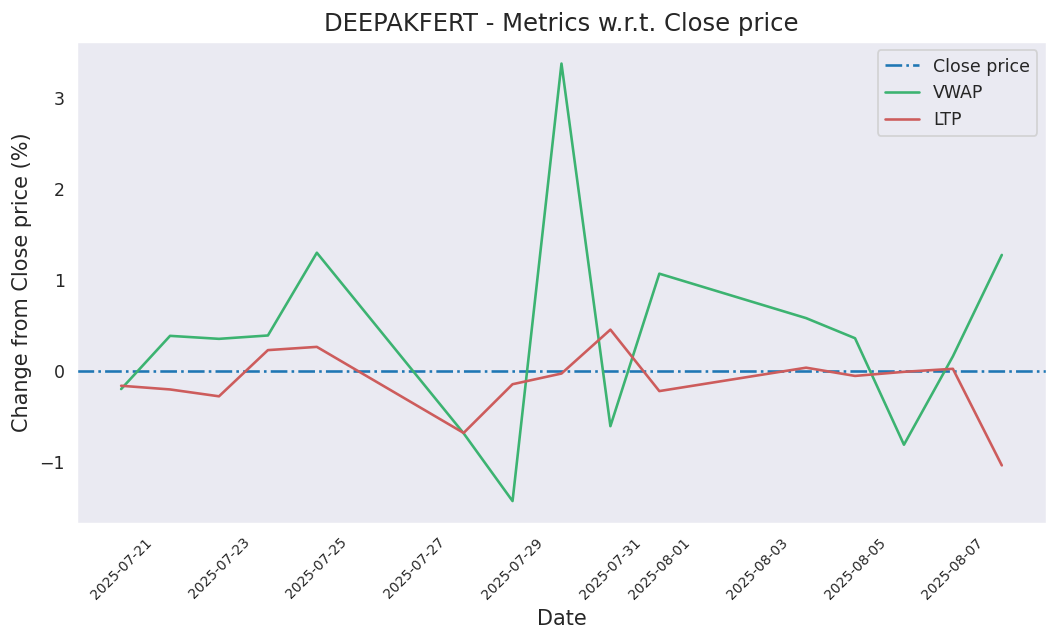 DEEPAKFERT - Metrics w.r.t. Close price
Close price
VWAP
LTP
Change from Close price (%)
3
2
1
0
−1
2025-07-21
2025-07-23
2025-07-25
2025-07-27
2025-07-29
2025-07-31
2025-08-01
2025-08-03
2025-08-05
2025-08-07
Date